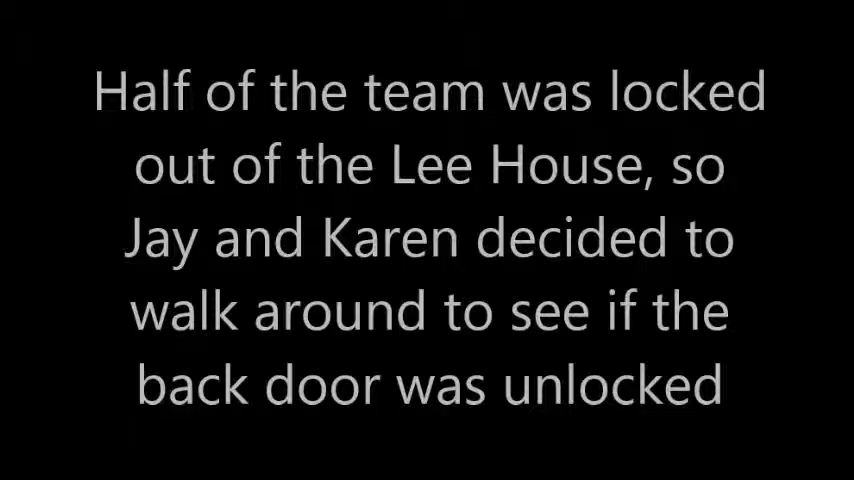 Half of the team was locked
out of the Lee House, so
Jay and Karen decided to
walk around to see if the
back door was unlocked